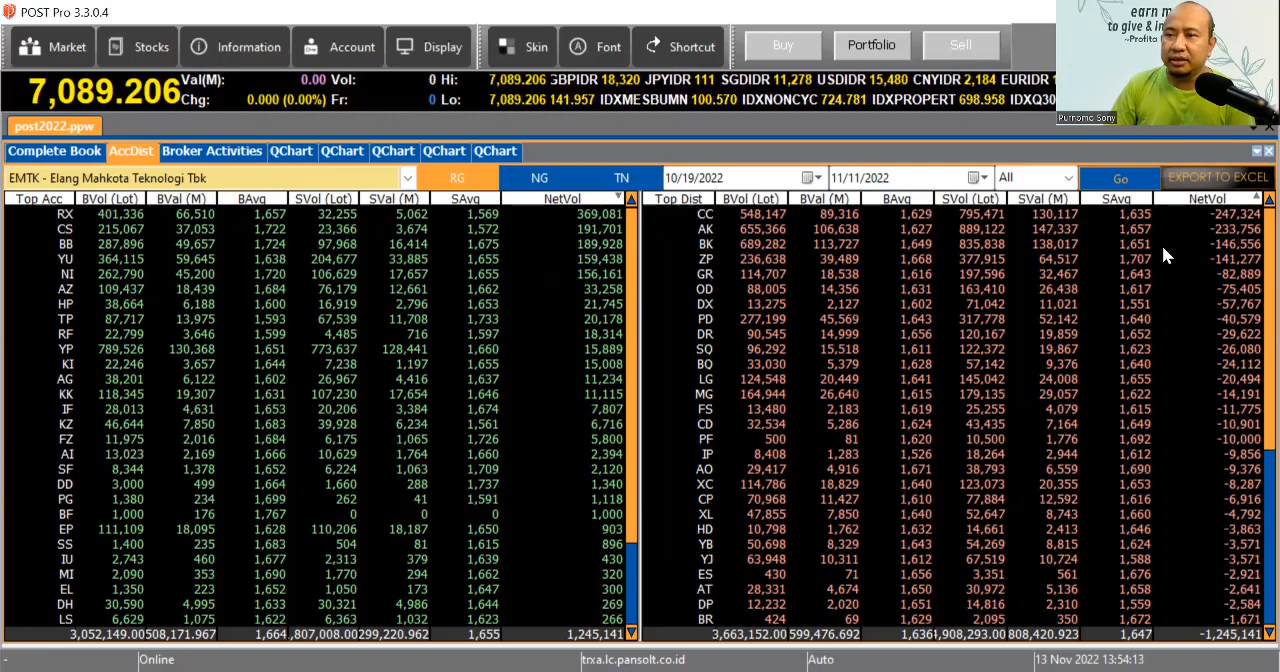 POST Pro 3.3.0.4
earn m
to give & in
~Profita
Market Stocks Information Account Display Skin Font Shortcut Buy Portfolio Sell
7,089.206 Val(M): 0.00 Vol: 0 Hi: 7,089.206 GBPIDR 18,320 JPYIDR 111 SGDIDR 11,278 USDIDR 15,480 CNYIDR 2,184 EURIDR
Chg: 0.000 (0.00%) Fr: 0 Lo: 7,089.206 141.957 IDXMESBUMN 100.570 IDXNONCYC 724.781 IDXPROPERT 698.958 IDXQ30
Purnomo Sony
post2022.ppw
Complete Book AccDist Broker Activities QChart QChart QChart QChart QChart
EMTK - Elang Mahkota Teknologi Tbk RG NG TN 10/19/2022 11/11/2022 All Go EXPORT TO EXCEL
Top Acc BVol (Lot) BVal (M) BAvg SVol (Lot) SVal (M) SAvg NetVol Top Dist BVol (Lot) BVal (M) BAvg SVol (Lot) SVal (M) SAvg NetVol
RX 401,336 66,510 1,657 32,255 5,062 1,569 369,081 CC 548,147 89,316 1,629 795,471 130,117 1,635 -247,324
CS 215,067 37,053 1,722 23,366 3,674 1,572 191,701 AK 655,366 106,638 1,627 889,122 147,337 1,657 -233,756
BB 287,896 49,657 1,724 97,968 16,414 1,675 189,928 BK 689,282 113,727 1,649 835,838 138,017 1,651 -146,556
YU 364,115 59,645 1,638 204,677 33,885 1,655 159,438 ZP 236,638 39,489 1,668 377,915 64,517 1,707 -141,277
NI 262,790 45,200 1,720 106,629 17,657 1,655 156,161 GR 114,707 18,538 1,616 197,596 32,467 1,643 -82,889
AZ 109,437 18,439 1,684 76,179 12,661 1,662 33,258 OD 88,005 14,356 1,631 163,410 26,438 1,617 -75,405
HP 38,664 6,188 1,600 16,919 2,796 1,653 21,745 DX 13,275 2,127 1,602 71,042 11,021 1,551 -57,767
TP 87,717 13,975 1,593 67,539 11,708 1,733 20,178 PD 277,199 45,569 1,643 317,778 52,142 1,640 -40,579
RF 22,799 3,646 1,599 4,485 716 1,597 18,314 DR 90,545 14,999 1,656 120,167 19,859 1,652 -29,622
YP 789,526 130,368 1,651 773,637 128,441 1,660 15,889 SQ 96,292 15,518 1,611 122,372 19,867 1,623 -26,080
KI 22,246 3,657 1,644 7,238 1,197 1,655 15,008 BQ 33,030 5,379 1,628 57,142 9,376 1,640 -24,112
AG 38,201 6,122 1,602 26,967 4,416 1,637 11,234 LG 124,548 20,449 1,641 145,042 24,008 1,655 -20,494
KK 118,345 19,307 1,631 107,230 17,654 1,646 11,115 MG 164,944 26,640 1,615 179,135 29,057 1,622 -14,191
IF 28,013 4,631 1,653 20,206 3,384 1,674 7,807 FS 13,480 2,183 1,619 25,255 4,079 1,615 -11,775
KZ 46,644 7,850 1,683 39,928 6,234 1,561 6,716 CD 32,534 5,286 1,624 43,435 7,164 1,649 -10,901
FZ 11,975 2,016 1,684 6,175 1,065 1,726 5,800 PF 500 81 1,620 10,500 1,776 1,692 -10,000
AI 13,023 2,169 1,666 10,629 1,764 1,660 2,394 IP 8,408 1,283 1,526 18,264 2,944 1,612 -9,856
SF 8,344 1,378 1,652 6,224 1,063 1,709 2,120 AO 29,417 4,916 1,671 38,793 6,559 1,690 -9,376
DD 3,000 499 1,664 1,660 288 1,737 1,340 XC 114,786 18,829 1,640 123,073 20,355 1,653 -8,287
PG 1,380 234 1,699 262 41 1,591 1,118 CP 70,968 11,427 1,610 77,884 12,592 1,616 -6,916
BF 1,000 176 1,767 0 0 0 1,000 XL 47,855 7,850 1,640 52,647 8,743 1,660 -4,792
EP 111,109 18,095 1,628 110,206 18,187 1,650 903 HD 10,798 1,762 1,632 14,661 2,413 1,646 -3,863
SS 1,400 235 1,683 504 81 1,615 896 YB 50,698 8,329 1,643 54,269 8,815 1,624 -3,571
IU 2,743 460 1,677 2,313 379 1,639 430 YJ 63,948 10,311 1,612 67,519 10,724 1,588 -3,571
MI 2,090 353 1,690 1,770 294 1,662 320 ES 430 71 1,656 3,351 561 1,676 -2,921
EL 1,350 223 1,652 1,050 173 1,647 300 AT 28,331 4,674 1,650 30,972 5,136 1,658 -2,641
DH 30,590 4,995 1,633 30,321 4,986 1,644 269 DP 12,232 2,020 1,651 14,816 2,310 1,559 -2,584
LS 6,629 1,075 1,622 6,363 1,032 1,623 266 BR 424 69 1,629 2,095 350 1,672 -1,671
3,052,149.00 508,171.967 1,664 ,807,008.00 299,220.962 1,655 1,245,141 3,663,152.00 599,476.692 1,636 ,908,293.00 808,420.923 1,647 -1,245,141
- Online trxa.lc.pansolt.co.id Auto 13 Nov 2022 13:54:13